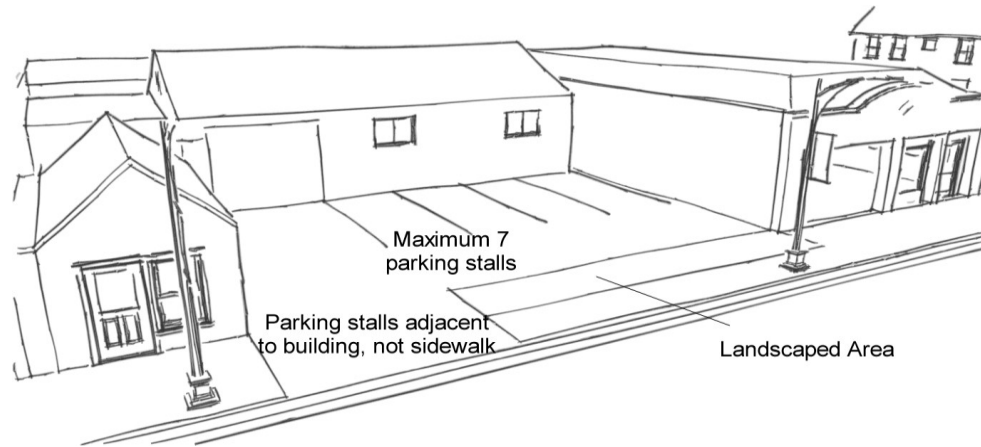 Maximum 7
parking stalls
Parking stalls adjacent
to building, not sidewalk
Landscaped Area